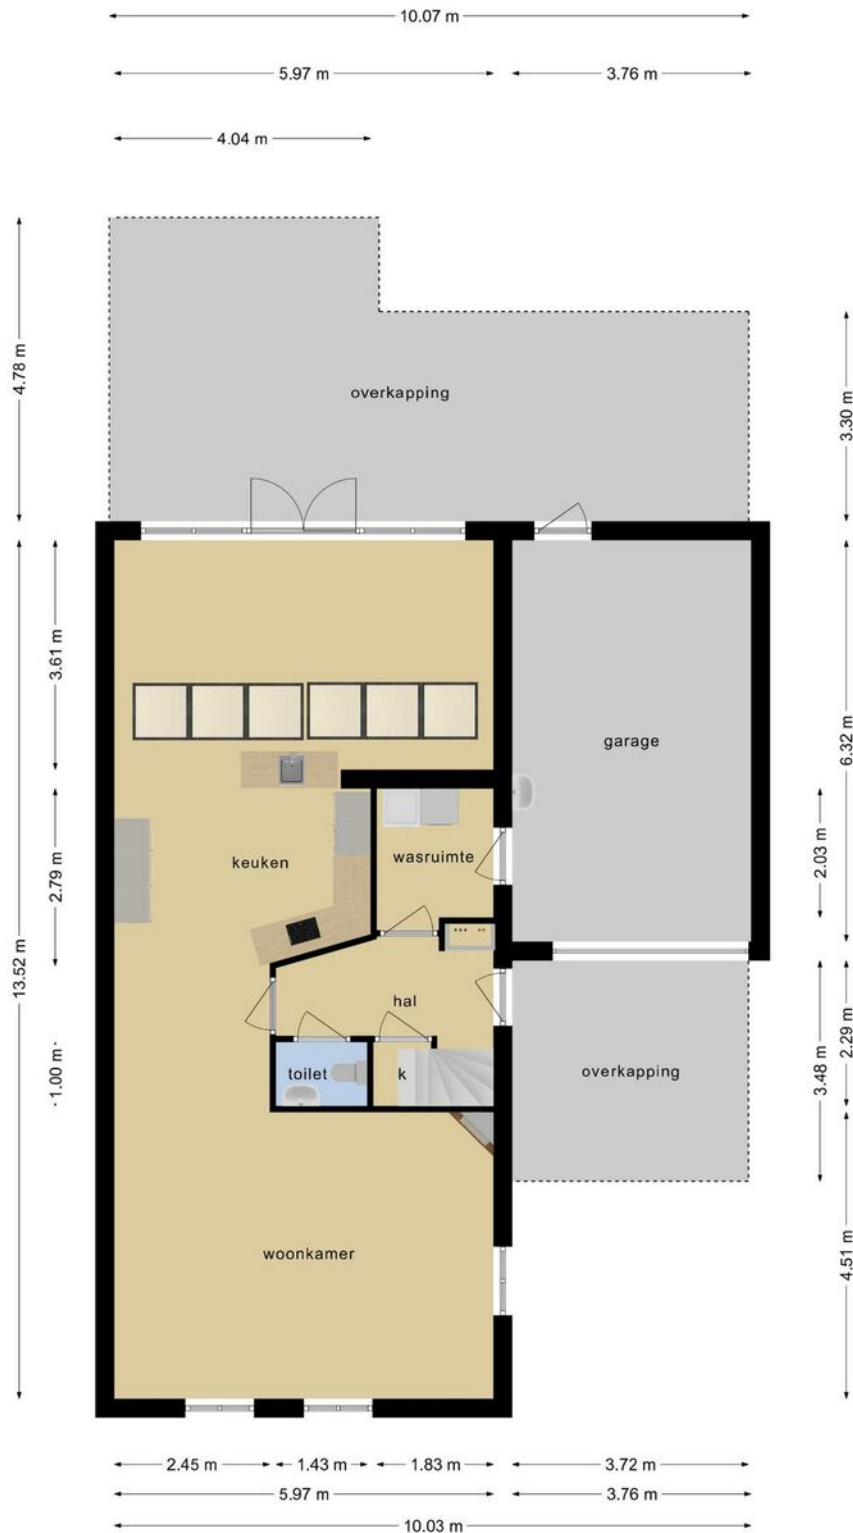 10.07 m
5.97 m 3.76 m
4.04 m
4.78 m
3.30 m
overkapping
3.61 m
6.32 m
garage
2.79 m
keuken
wasruimte
2.03 m
13.52 m
hal
2.29 m
1.00 m
toilet
k
overkapping
3.48 m
woonkamer
4.51 m
2.45 m 1.43 m 1.83 m 3.72 m
5.97 m 3.76 m
10.03 m